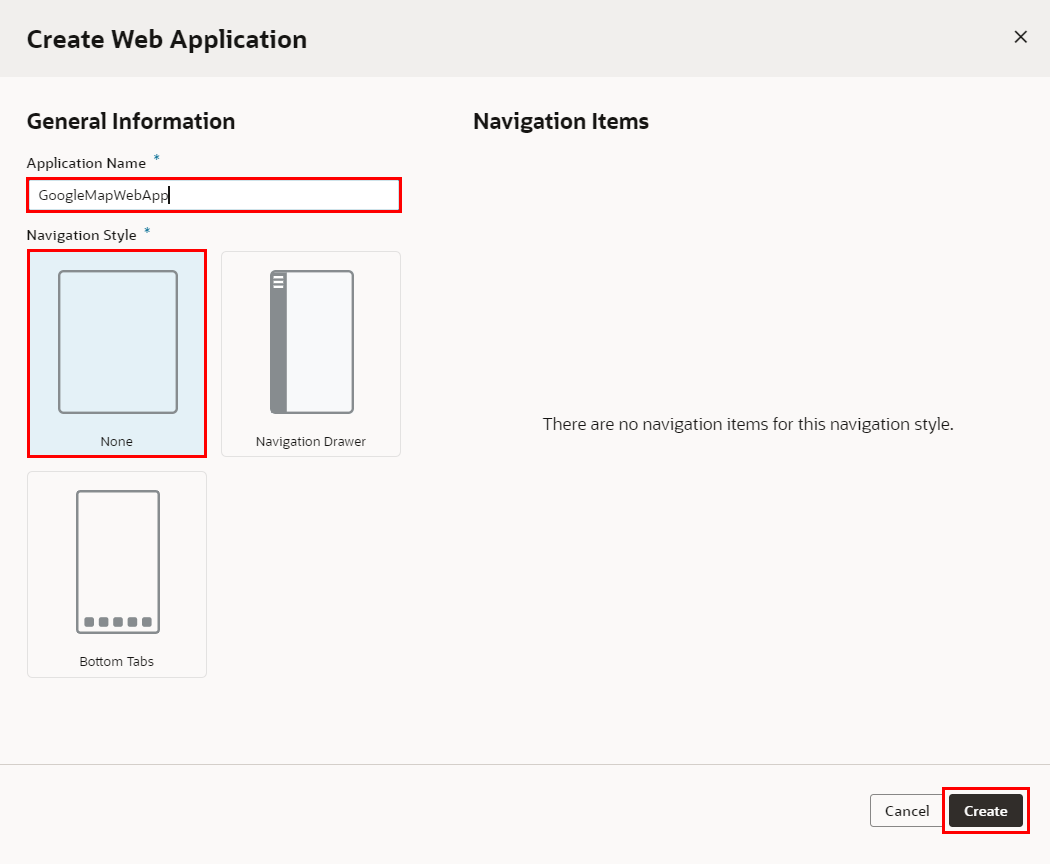 Create Web Application
General Information
Application Name *
GoogleMapWebApp
Navigation Style *
None
Navigation Drawer
Bottom Tabs
Navigation Items
There are no navigation items for this navigation style.
Cancel
Create